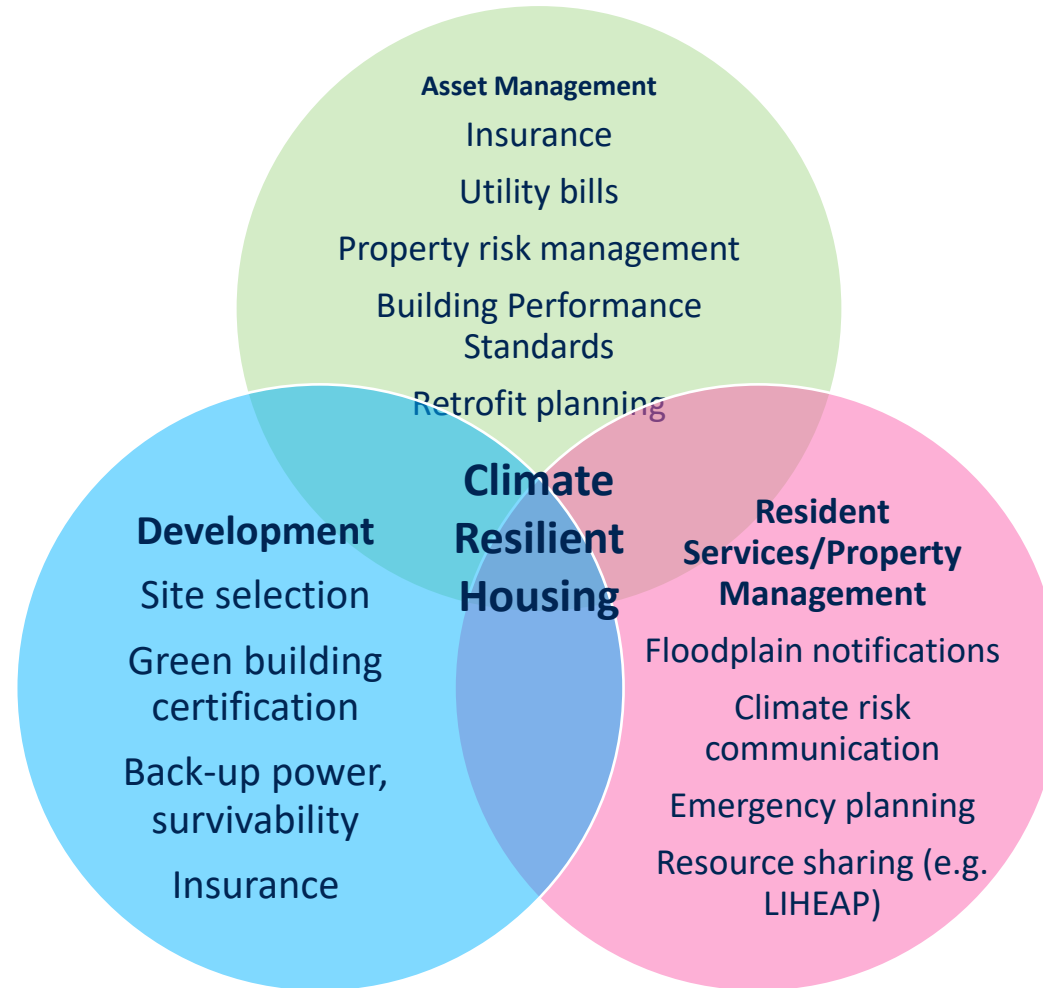 Asset Management
Insurance
Utility bills
Property risk management
Building Performance
Standards
Retrofit planning
Climate
Resilient
Housing
Development
Site selection
Green building
certification
Back-up power,
survivability
Insurance
Resident
Services/Property
Management
Floodplain notifications
Climate risk
communication
Emergency planning
Resource sharing (e.g.
LIHEAP)